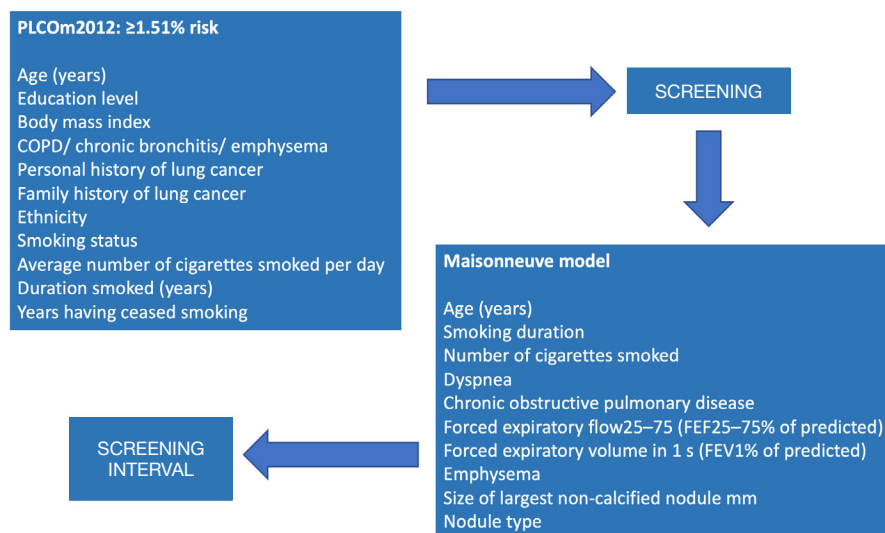 PLCOm2012: ≥1.51% risk
Age (years)
Education level
Body mass index
COPD/ chronic bronchitis/ emphysema
Personal history of lung cancer
Family history of lung cancer
Ethnicity
Smoking status
Average number of cigarettes smoked per day
Duration smoked (years)
Years having ceased smoking
SCREENING
Maisonneuve model
Age (years)
Smoking duration
Number of cigarettes smoked
Dyspnea
Chronic obstructive pulmonary disease
Forced expiratory flow25–75 (FEF25–75% of predicted)
Forced expiratory volume in 1 s (FEV1% of predicted)
Emphysema
Size of largest non-calcified nodule mm
Nodule type
SCREENING
INTERVAL